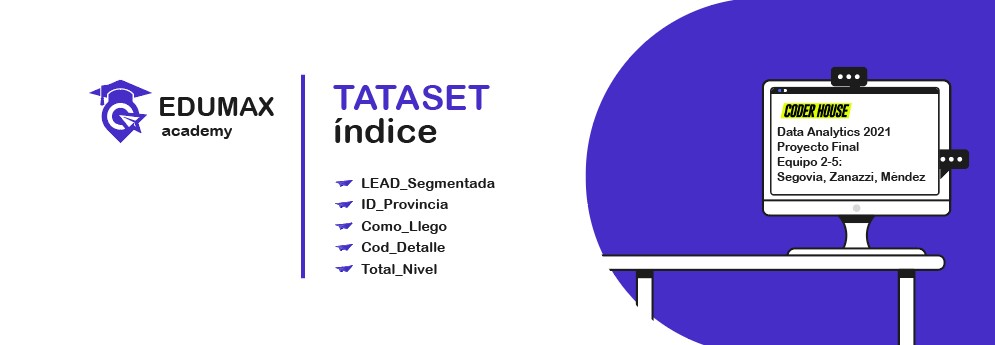 EDUMAX
academy
TATASET
índice
LEAD_Segmentada
ID_Provincia
Como_Llego
Cod_Detalle
Total_Nivel
CODER HOUSE
Data Analytics 2021
Proyecto Final
Equipo 2-5:
Segovia, Zanazzi, Mèndez